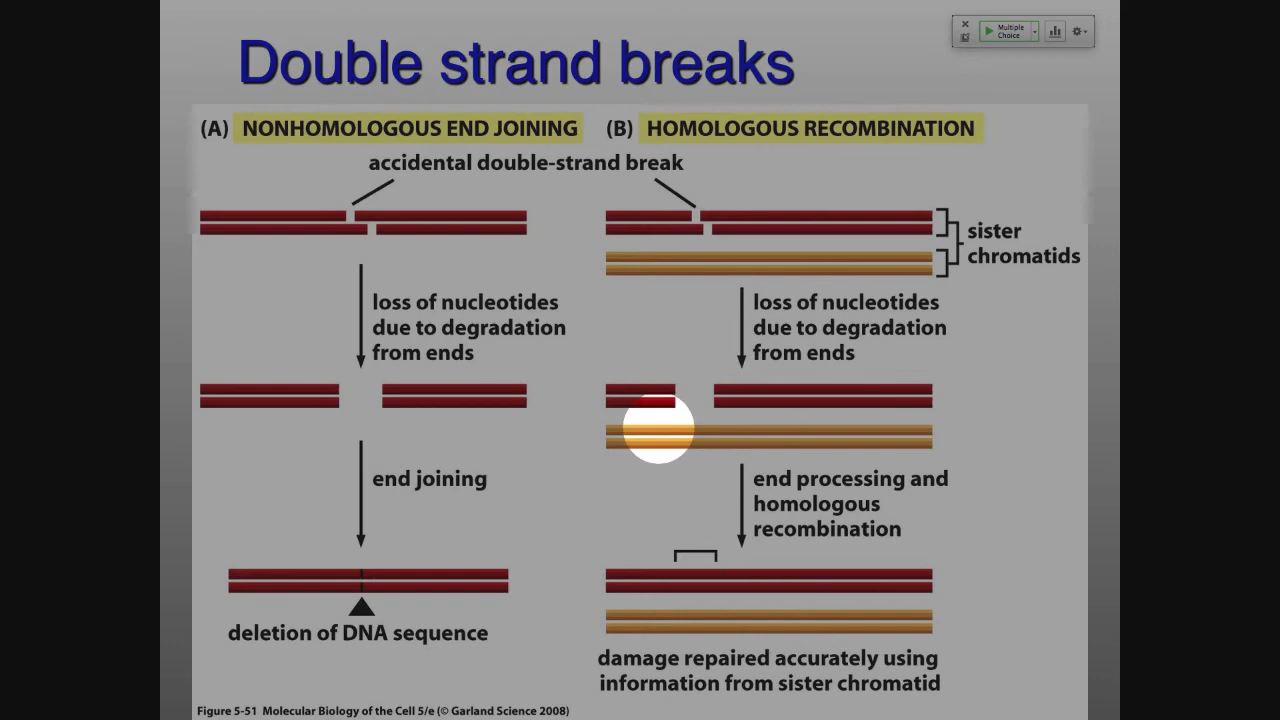 Multiple
Choice
Double strand breaks
(A) NONHOMOLOGOUS END JOINING
(B) HOMOLOGOUS RECOMBINATION
accidental double-strand break
sister
chromatids
loss of nucleotides
due to degradation
from ends
loss of nucleotides
due to degradation
from ends
end joining
end processing and
homologous
recombination
deletion of DNA sequence
damage repaired accurately using
information from sister chromatid
Figure 5-51 Molecular Biology of the Cell 5/e (© Garland Science 2008)